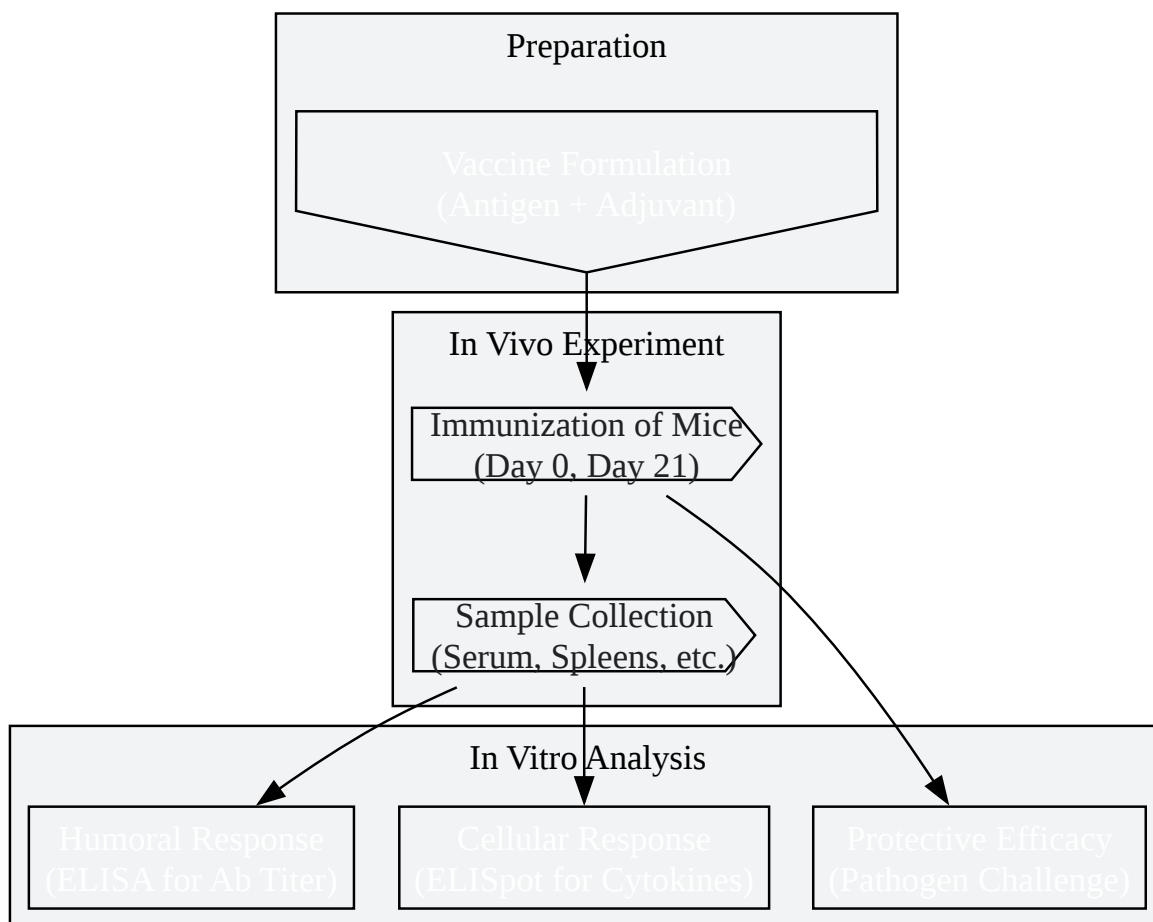 Preparation
Vaccine Formulation
(Antigen + Adjuvant)
In Vivo Experiment
Immunization of Mice
(Day 0, Day 21)
Sample Collection
(Serum, Spleens, etc.)
In Vitro Analysis
Humoral Response
(ELISA for Ab Titer)
Cellular Response
(ELISpot for Cytokines)
Protective Efficacy
(Pathogen Challenge)